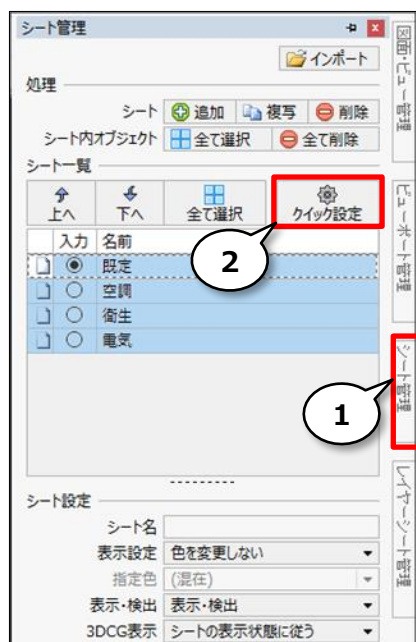 シート管理
インポート
処理
シート 追加 複写 削除
シート内オブジェクト 全て選択 全て削除
シート一覧
上へ 下へ 全て選択 クイック設定
入力 名前
既定
空調
衛生
電気
2
1
シート設定
シート名
表示設定 色を変更しない
指定色 (混在)
表示・検出 表示・検出
3DCG表示 シートの表示状態に従う
図面・ビュー管理
ビューポート管理
シート管理
レイヤーシート管理